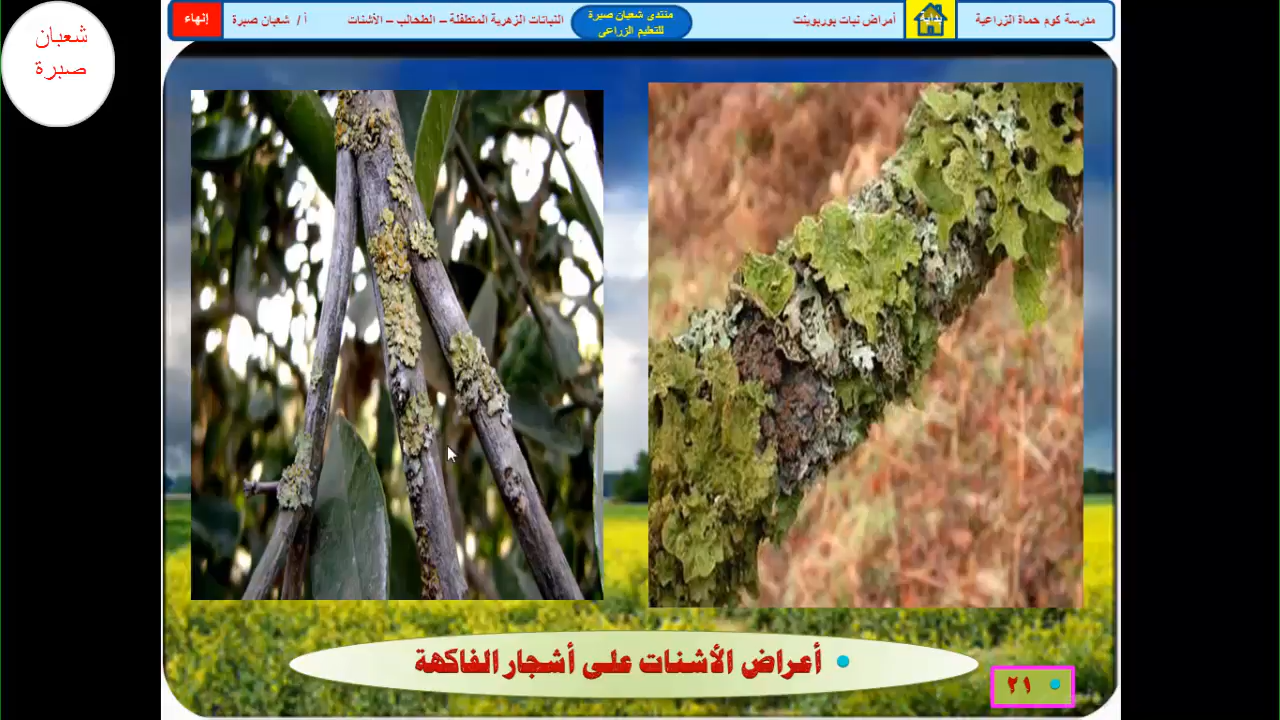 شعبان
صبرة
مدرسة كوم حماة الزراعية
بداية
أمراض نبات بوربوينت
منتدى شعبان صبرة
للتعليم الزراعى
النباتات الزهرية المتطفلة – الطحالب – الأشنات
أ / شعبان صبرة
إنهاء
• أعراض الأشنات على أشجار الفاكهة
• ٢١